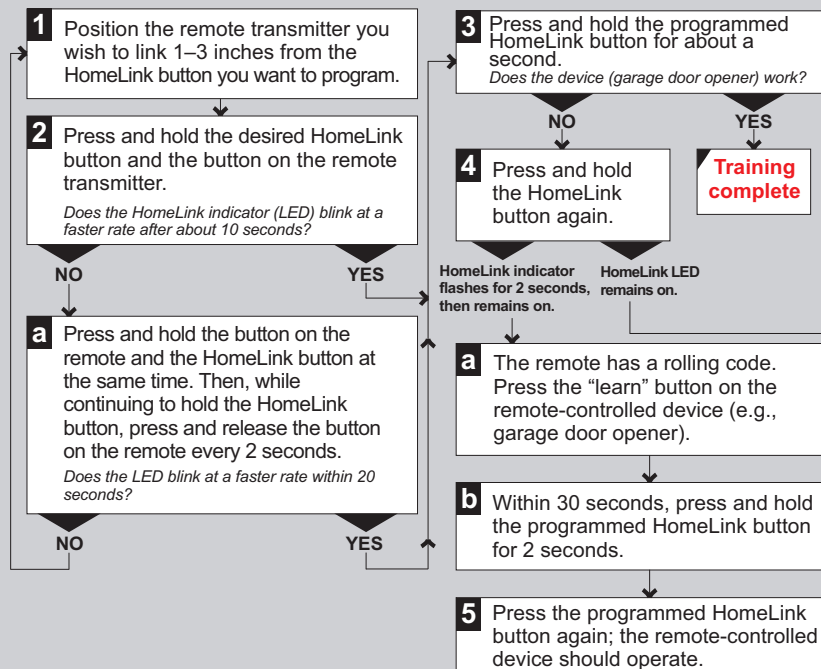 1 Position the remote transmitter you
wish to link 1–3 inches from the
HomeLink button you want to program.
2 Press and hold the desired HomeLink
button and the button on the remote
transmitter.
Does the HomeLink indicator (LED) blink at a
faster rate after about 10 seconds?
NO YES
a Press and hold the button on the
remote and the HomeLink button at
the same time. Then, while
continuing to hold the HomeLink
button, press and release the button
on the remote every 2 seconds.
Does the LED blink at a faster rate within 20
seconds?
NO YES
3 Press and hold the programmed
HomeLink button for about a
second.
Does the device (garage door opener) work?
NO YES
4 Press and hold
the HomeLink
button again.
Training
complete
HomeLink indicator
flashes for 2 seconds,
then remains on.
HomeLink LED
remains on.
a The remote has a rolling code.
Press the “learn” button on the
remote-controlled device (e.g.,
garage door opener).
b Within 30 seconds, press and hold
the programmed HomeLink button
for 2 seconds.
5 Press the programmed HomeLink
button again; the remote-controlled
device should operate.